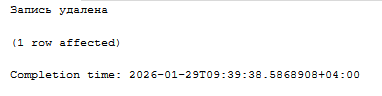 Запись удалена
(1 row affected)
Completion time: 2026-01-29T09:39:38.5868908+04:00